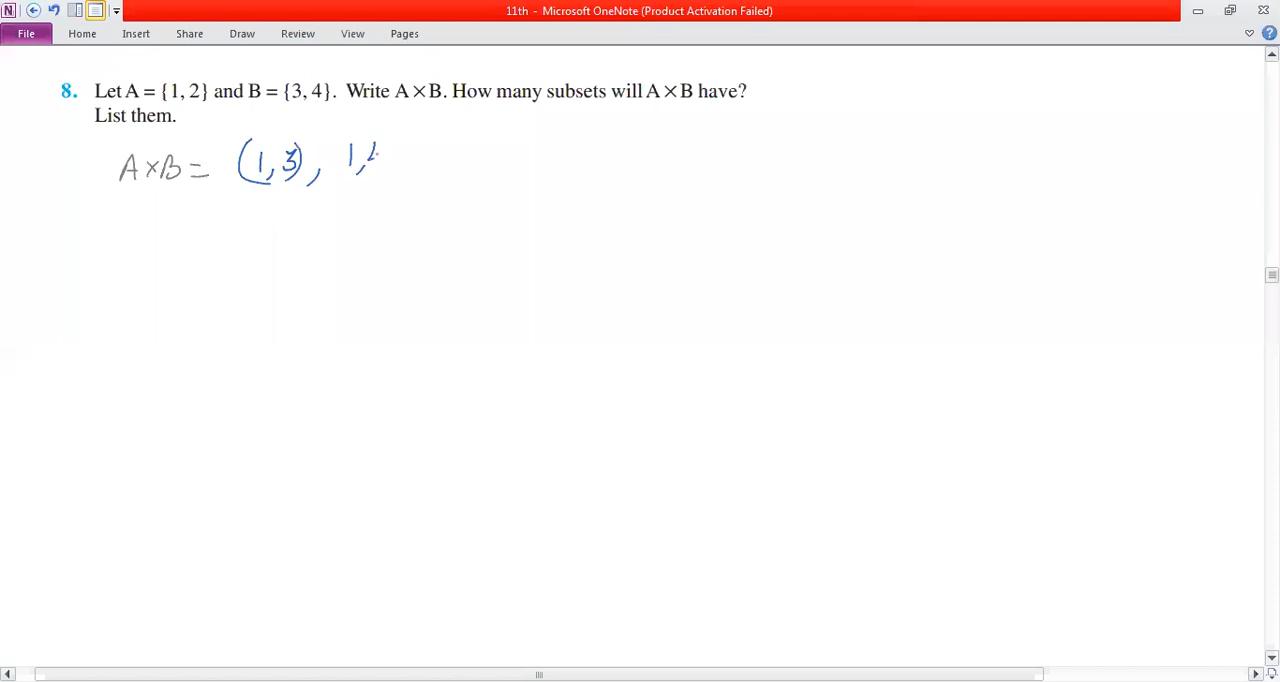 11th - Microsoft OneNote (Product Activation Failed)
File Home Insert Share Draw Review View Pages
8. Let A = {1, 2} and B = {3, 4}. Write A × B. How many subsets will A × B have?
List them.
A×B = (1,3), 1,